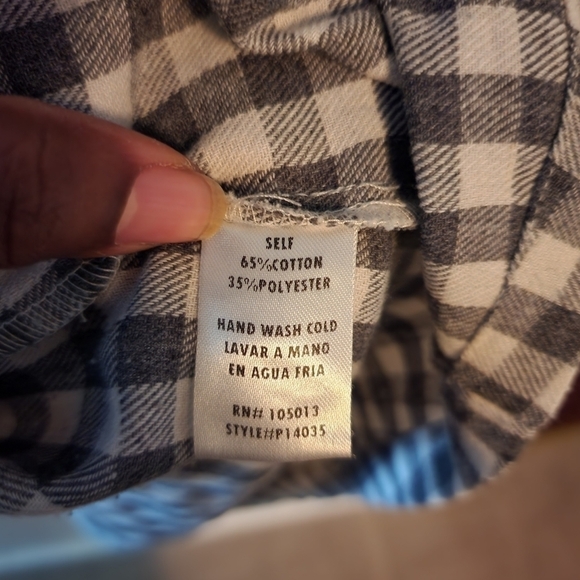 SELF
65%COTTON
35%POLYESTER
HAND WASH COLD
LAVAR A MANO
EN AGUA FRIA
RN# 105013
STYLE#P14035